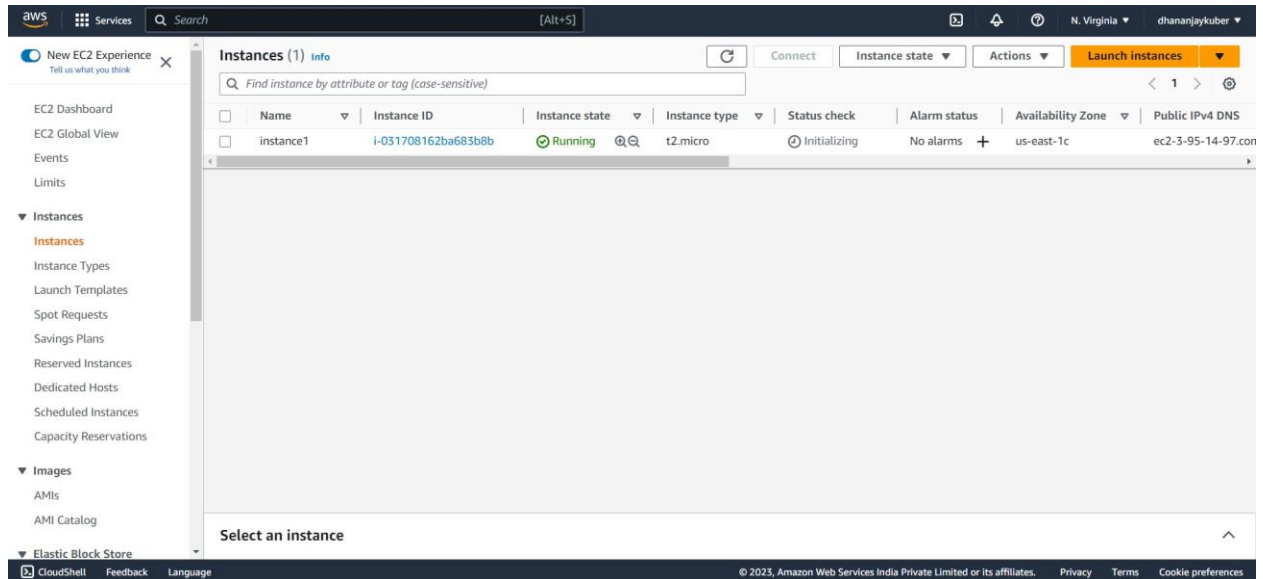 aws Services Search [Alt+S] N. Virginia dhananjaykuber
New EC2 Experience
Tell us what you think
EC2 Dashboard
EC2 Global View
Events
Limits
Instances
Instances
Instance Types
Launch Templates
Spot Requests
Savings Plans
Reserved Instances
Dedicated Hosts
Scheduled Instances
Capacity Reservations
Images
AMIs
AMI Catalog
Elastic Block Store
Instances (1) Info Connect Instance state Actions Launch instances
Find instance by attribute or tag (case-sensitive) 1
Name Instance ID Instance state Instance type Status check Alarm status Availability Zone Public IPv4 DNS
instance1 i-031708162ba683b8b Running t2.micro Initializing No alarms + us-east-1c ec2-3-95-14-97.com
Select an instance
CloudShell Feedback Language © 2023, Amazon Web Services India Private Limited or its affiliates. Privacy Terms Cookie preferences